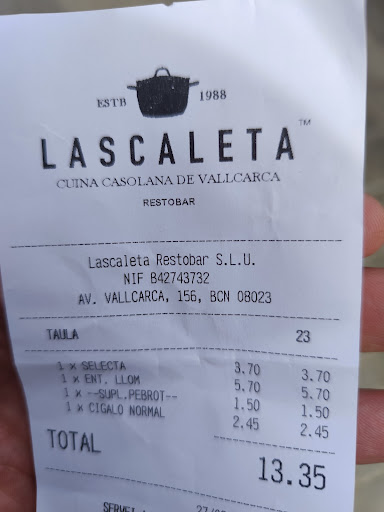 ESTB 1988
LASCALETA™
CUINA CASOLANA DE VALLCARCA
RESTOBAR
Lascaleta Restobar S.L.U.
NIF B42743732
AV. VALLCARCA, 156, BCN 08023
TAULA 23
1 x SELECTA 3.70 3.70
1 x ENT. LLOM 5.70 5.70
1 x --SUPL.PEBROT-- 1.50 1.50
1 x CIGALO NORMAL 2.45 2.45
TOTAL 13.35